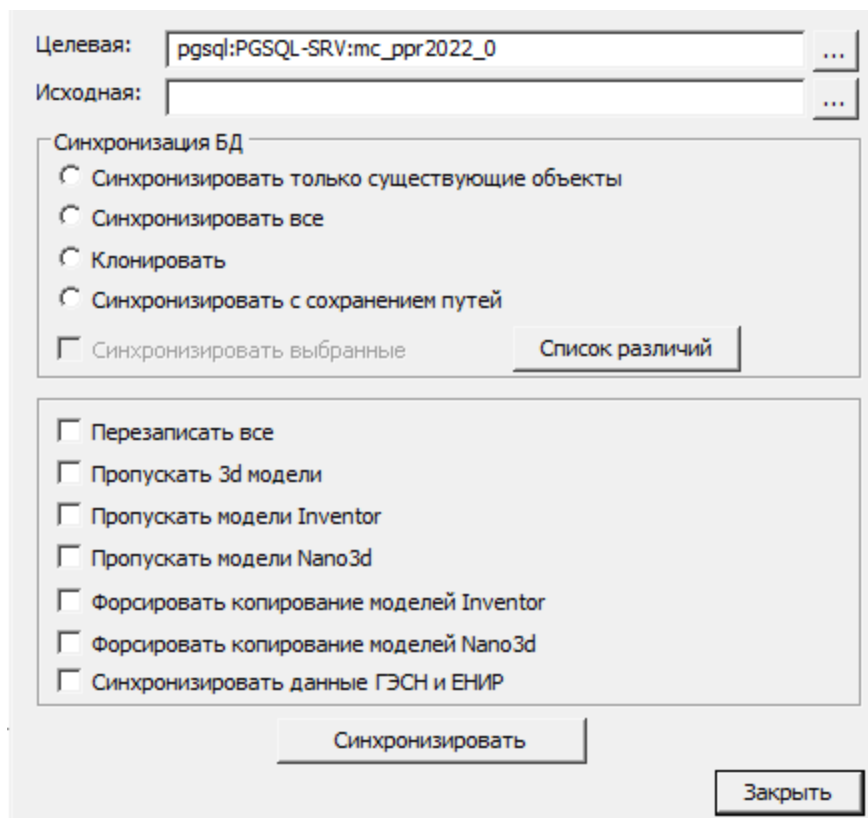 Целевая: pgsql:PGSQL-SRV:mc_ppr2022_0 ...
Исходная: ...
Синхронизация БД
Синхронизировать только существующие объекты
Синхронизировать все
Клонировать
Синхронизировать с сохранением путей
Синхронизировать выбранные Список различий
Перезаписать все
Пропускать 3d модели
Пропускать модели Inventor
Пропускать модели Nano3d
Форсировать копирование моделей Inventor
Форсировать копирование моделей Nano3d
Синхронизировать данные ГЭСН и ЕНИР
Синхронизировать
Закрыть